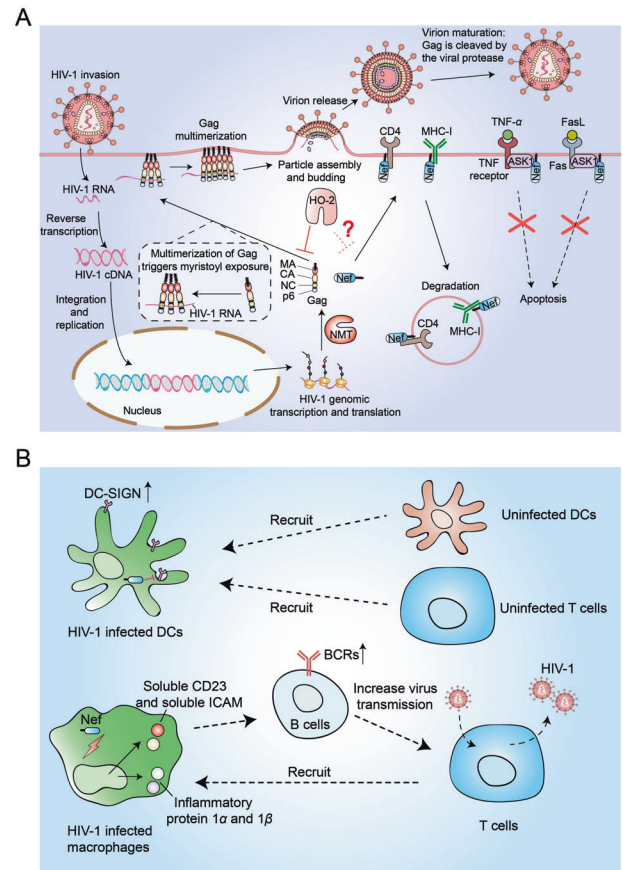 A
HIV-1 invasion
Virion maturation:
Gag is cleaved by
the viral protease
Virion release
Gag
multimerization
CD4
MHC-I
TNF-α
FasL
Particle assembly
and budding
Nef
Nef
TNF
receptor
ASK1
Nef
Fas
ASK1
Nef
HIV-1 RNA
HO-2
?
Reverse
transcription
Multimerization of Gag
triggers myristoyl exposure
HIV-1 RNA
MA
CA
NC
p6
Gag
Nef
HIV-1 cDNA
Degradation
Apoptosis
Integration
and
replication
NMT
CD4
Nef
Nef
MHC-I
Nucleus
HIV-1 genomic
transcription and translation
B
DC-SIGN
Recruit
Uninfected DCs
Recruit
HIV-1 infected DCs
Uninfected T cells
BCRs
HIV-1
Soluble CD23
and soluble ICAM
Increase virus
transmission
Nef
B cells
Recruit
Inflammatory
protein 1α and 1β
HIV-1 infected
macrophages
T cells